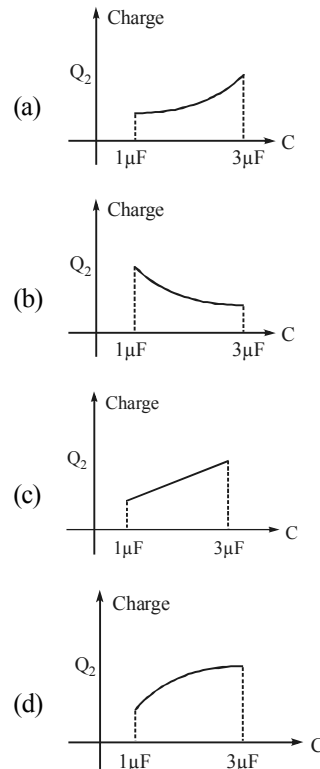 Charge
Q2
(a)
1µF 3µF C
Charge
Q2
(b)
1µF 3µF C
Charge
Q2
(c)
1µF 3µF C
Charge
Q2
(d)
1µF 3µF C